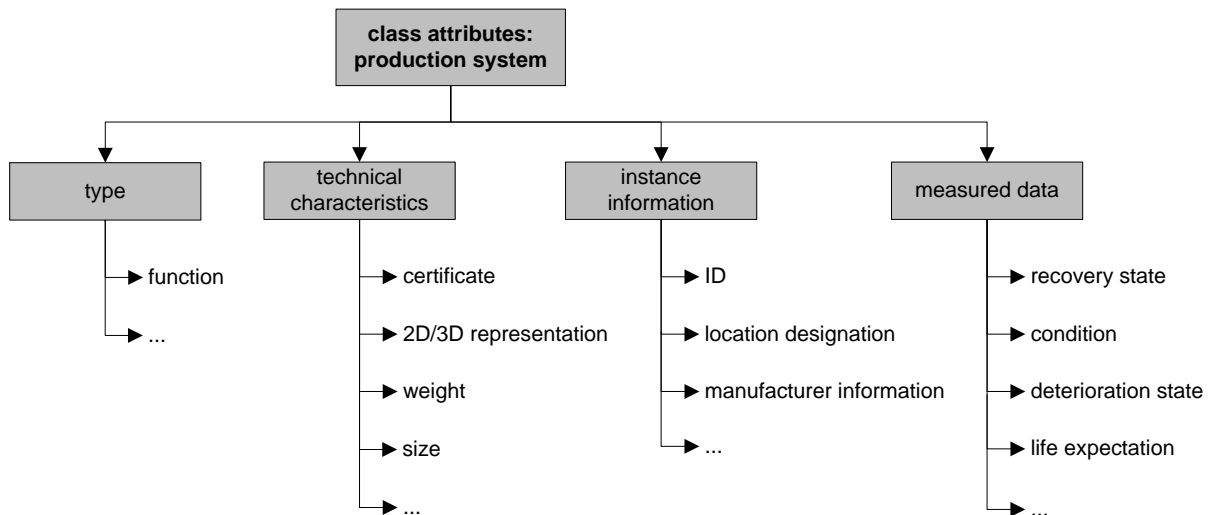 class attributes:
production system
type
technical
characteristics
instance
information
measured data
function
...
certificate
2D/3D representation
weight
size
...
ID
location designation
manufacturer information
...
recovery state
condition
deterioration state
life expectation
...